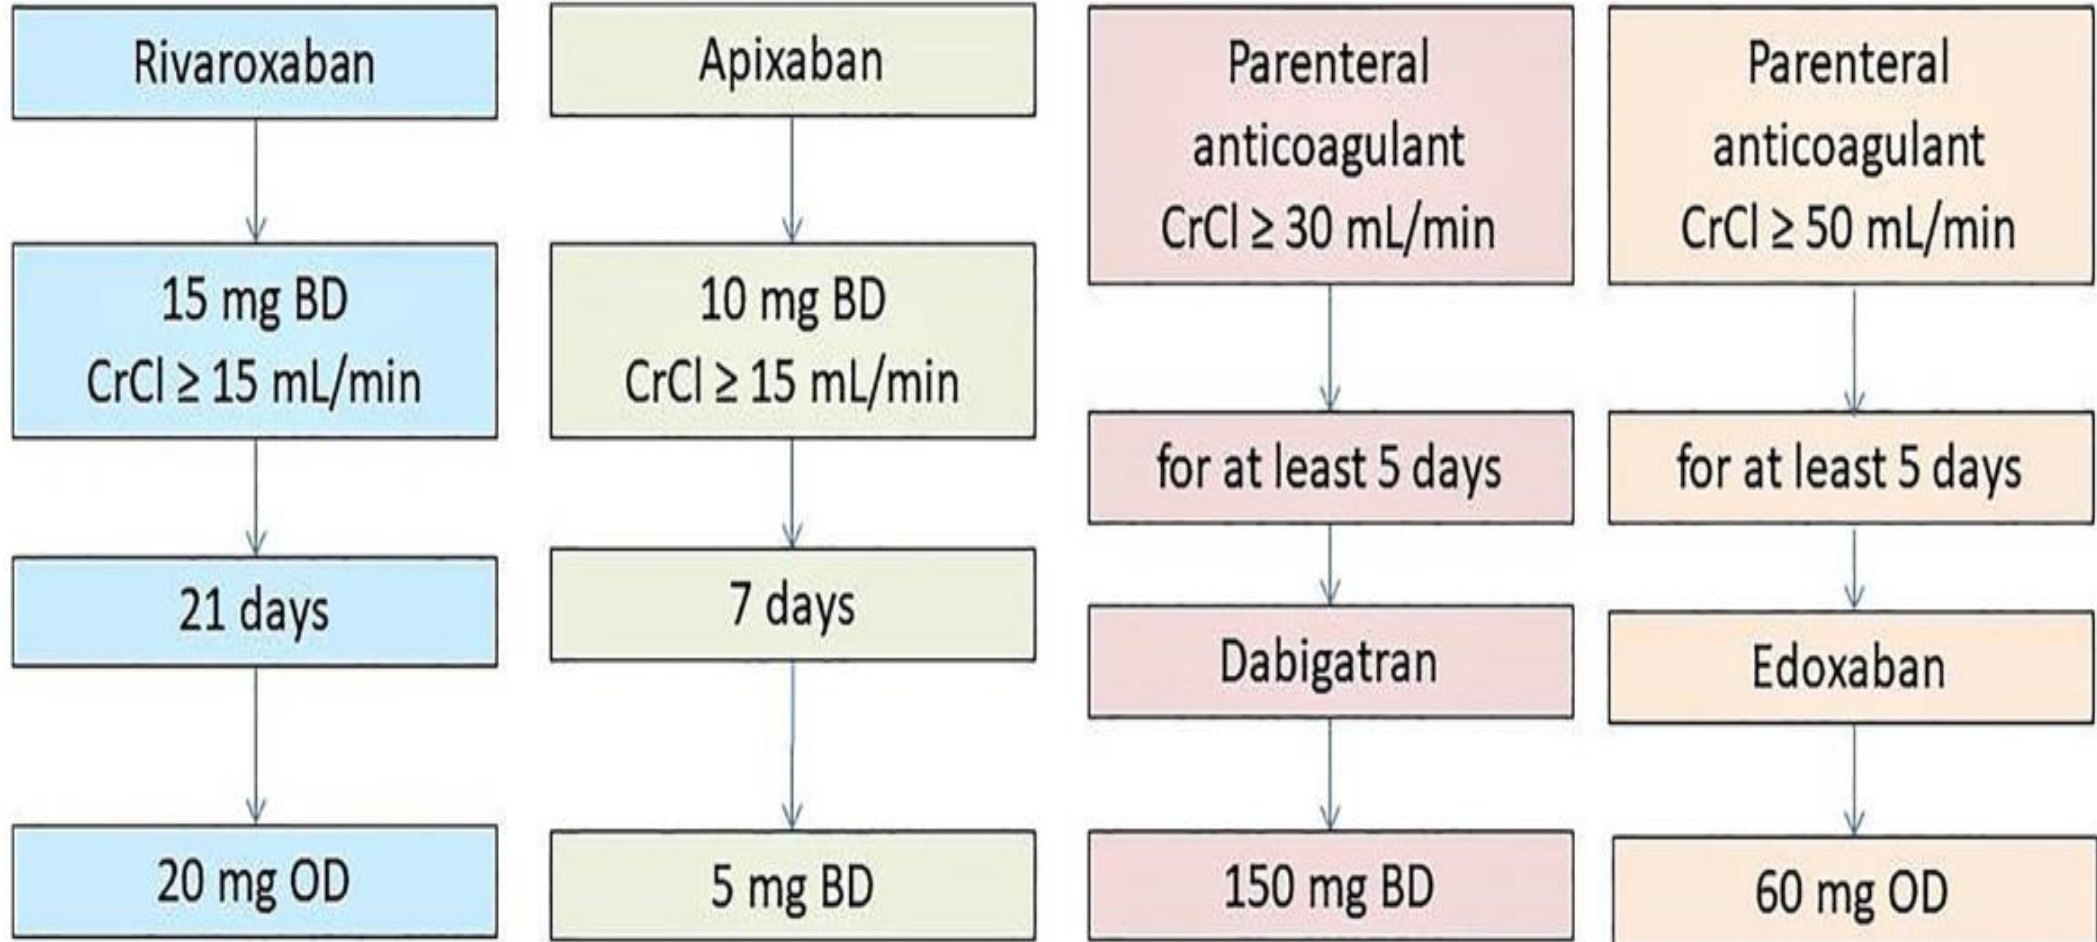 Rivaroxaban
15 mg BD
CrCl ≥ 15 mL/min
21 days
20 mg OD
Apixaban
10 mg BD
CrCl ≥ 15 mL/min
7 days
5 mg BD
Parenteral
anticoagulant
CrCl ≥ 30 mL/min
for at least 5 days
Dabigatran
150 mg BD
Parenteral
anticoagulant
CrCl ≥ 50 mL/min
for at least 5 days
Edoxaban
60 mg OD